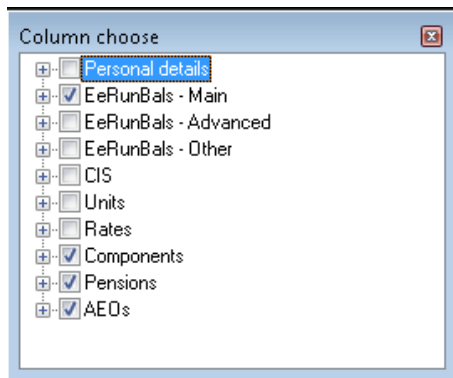 Column choose
Personal details
EeRunBals - Main
EeRunBals - Advanced
EeRunBals - Other
CIS
Units
Rates
Components
Pensions
AEOs